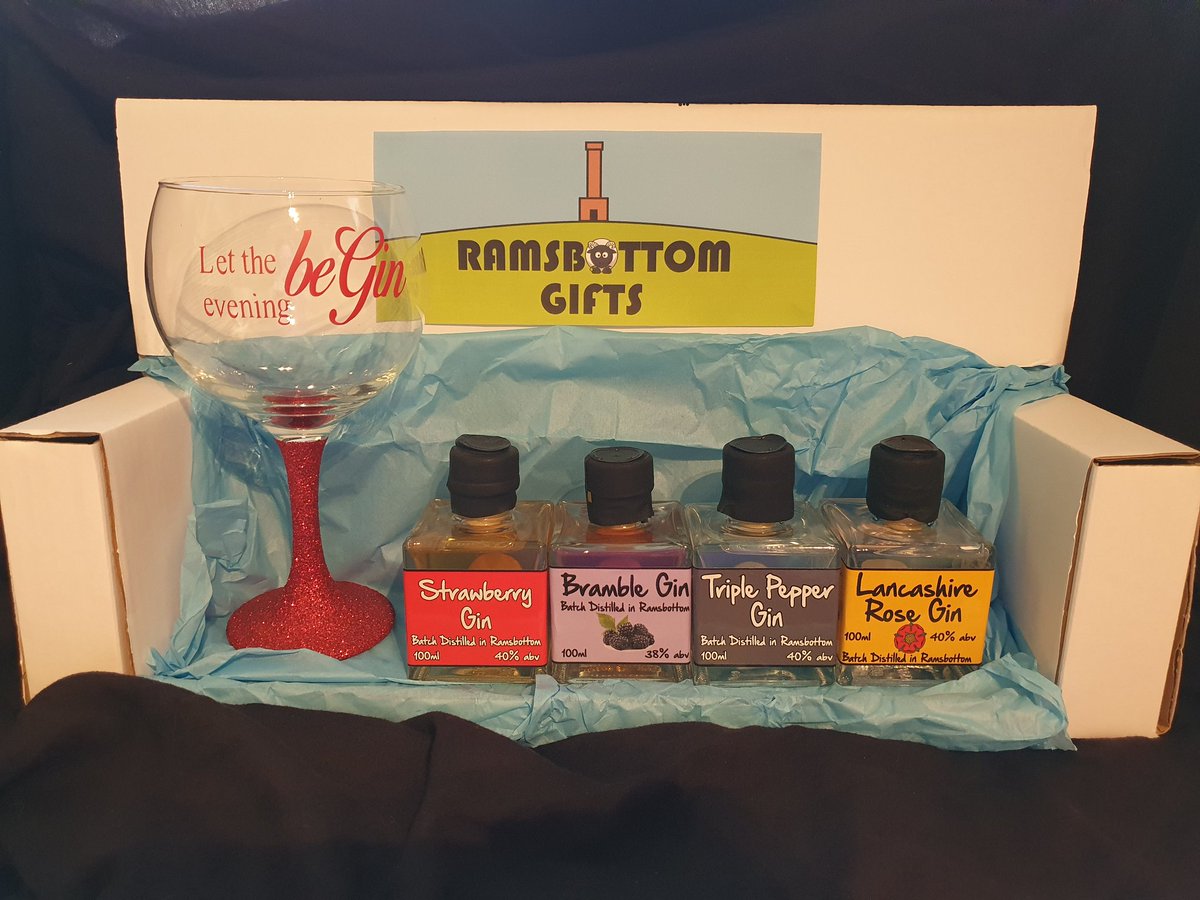 RAMSBOTTOM
GIFTS
Let the beGin
evening
Strawberry
Gin
Batch Distilled in Ramsbottom
100ml 40% abv
Bramble Gin
Batch Distilled in Ramsbottom
100ml 38% abv
Triple Pepper
Gin
Batch Distilled in Ramsbottom
100ml 40% abv
Lancashire
Rose Gin
100ml 40% abv
Batch Distilled in Ramsbottom